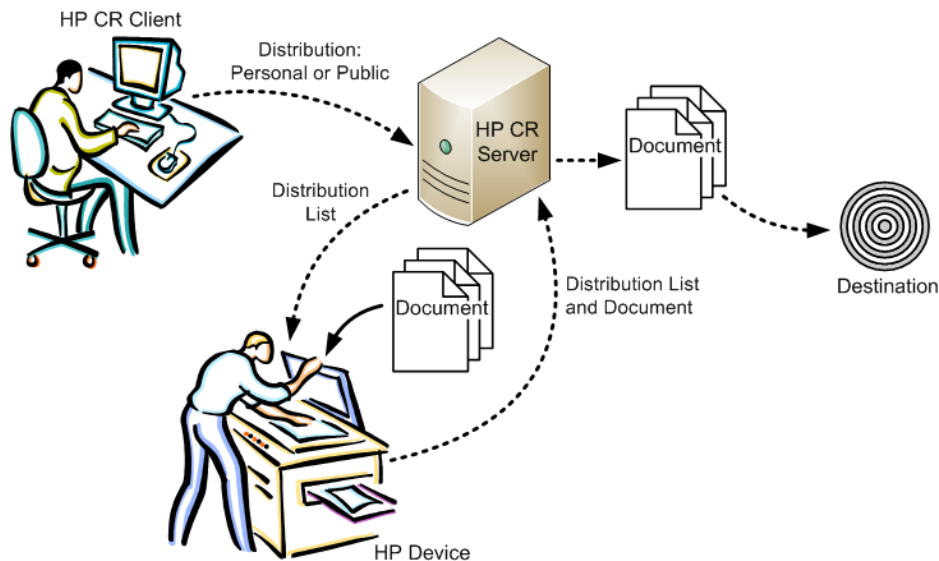 HP CR Client
Distribution:
Personal or Public
HP CR
Server
Document
Distribution
List
Document
Distribution List
and Document
Destination
HP Device